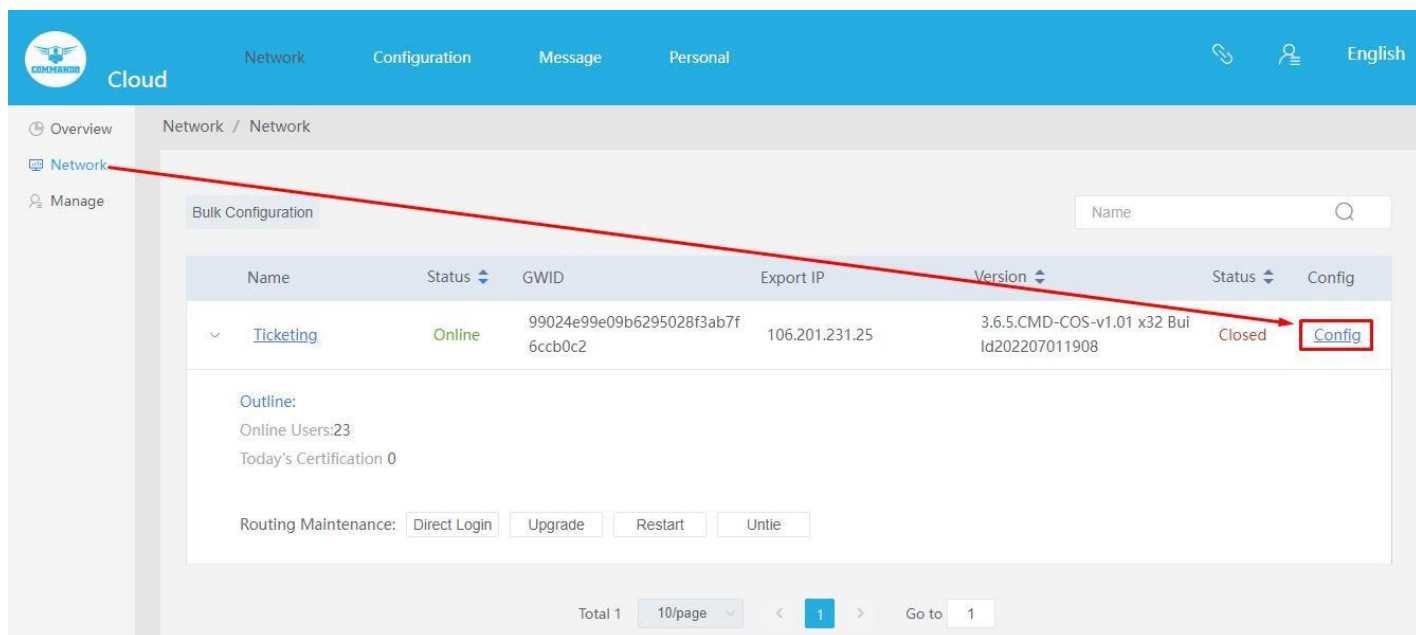 COMMANDO
Cloud
Network Configuration Message Personal English
Overview
Network
Manage
Network / Network
Bulk Configuration
Name
Name Status GWID Export IP Version Status Config
Ticketing Online 99024e99e09b6295028f3ab7f 106.201.231.25 3.6.5.CMD-COS-v1.01 x32 Bui Closed Config
6ccb0c2 ld202207011908
Outline:
Online Users:23
Today's Certification 0
Routing Maintenance: Direct Login Upgrade Restart Untie
Total 1 10/page < 1 > Go to 1